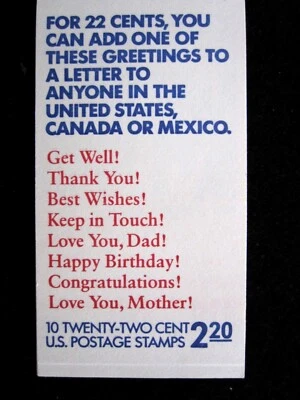 FOR 22 CENTS, YOU
CAN ADD ONE OF
THESE GREETINGS TO
A LETTER TO
ANYONE IN THE
UNITED STATES,
CANADA OR MEXICO.
Get Well!
Thank You!
Best Wishes!
Keep in Touch!
Love You, Dad!
Happy Birthday!
Congratulations!
Love You, Mother!
10 TWENTY-TWO CENT
U.S. POSTAGE STAMPS 220